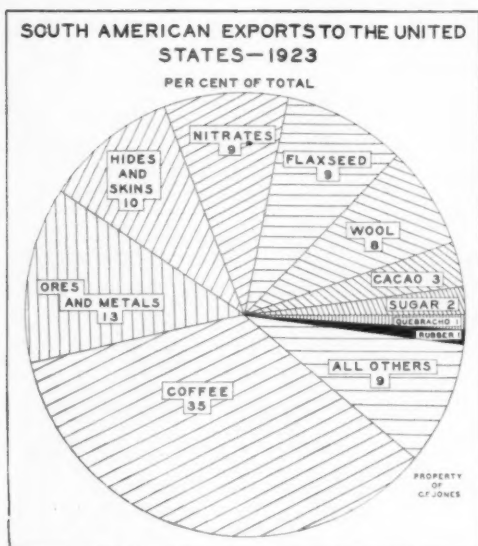 SOUTH AMERICAN EXPORTS TO THE UNITED
STATES—1923
PER CENT OF TOTAL
NITRATES
9
FLAXSEED
9
HIDES
AND
SKINS
10
WOOL
8
CACAO 3
ORES
AND METALS
13
SUGAR 2
QUEBRACHO 1
RUBBER 1
ALL OTHERS
9
COFFEE
35
PROPERTY
OF
C.F. JONES